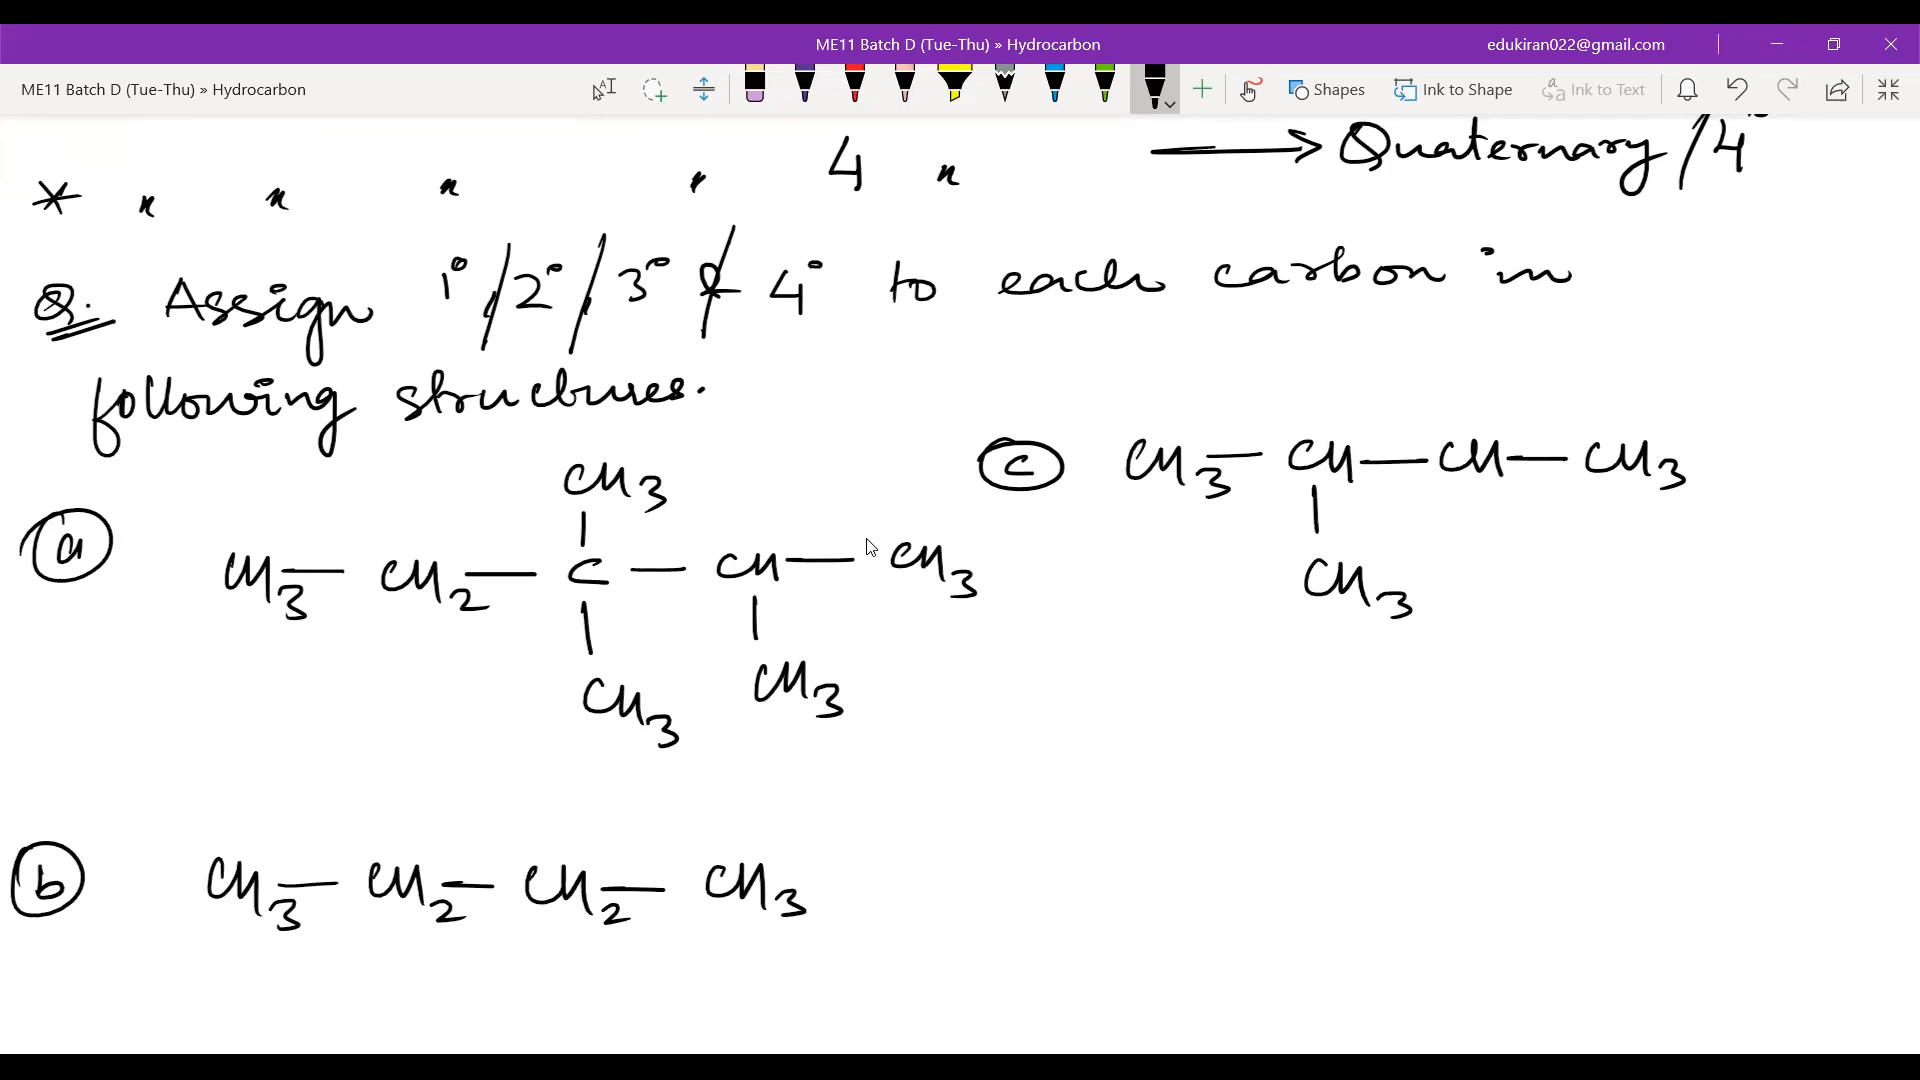 ME11 Batch D (Tue-Thu) » Hydrocarbon
edukiran022@gmail.com
ME11 Batch D (Tue-Thu) » Hydrocarbon
Shapes
Ink to Shape
Ink to Text
* " " " " 4 " → Quaternary / 4°
Q. Assign 1° / 2° / 3° & 4° to each carbon in
following structures.
(a)
CH3
CH3 — CH2 — C — CH — CH3
CH3 CH3
(b) CH3 — CH2 — CH2 — CH3
(c) CH3 — CH — CH — CH3
CH3